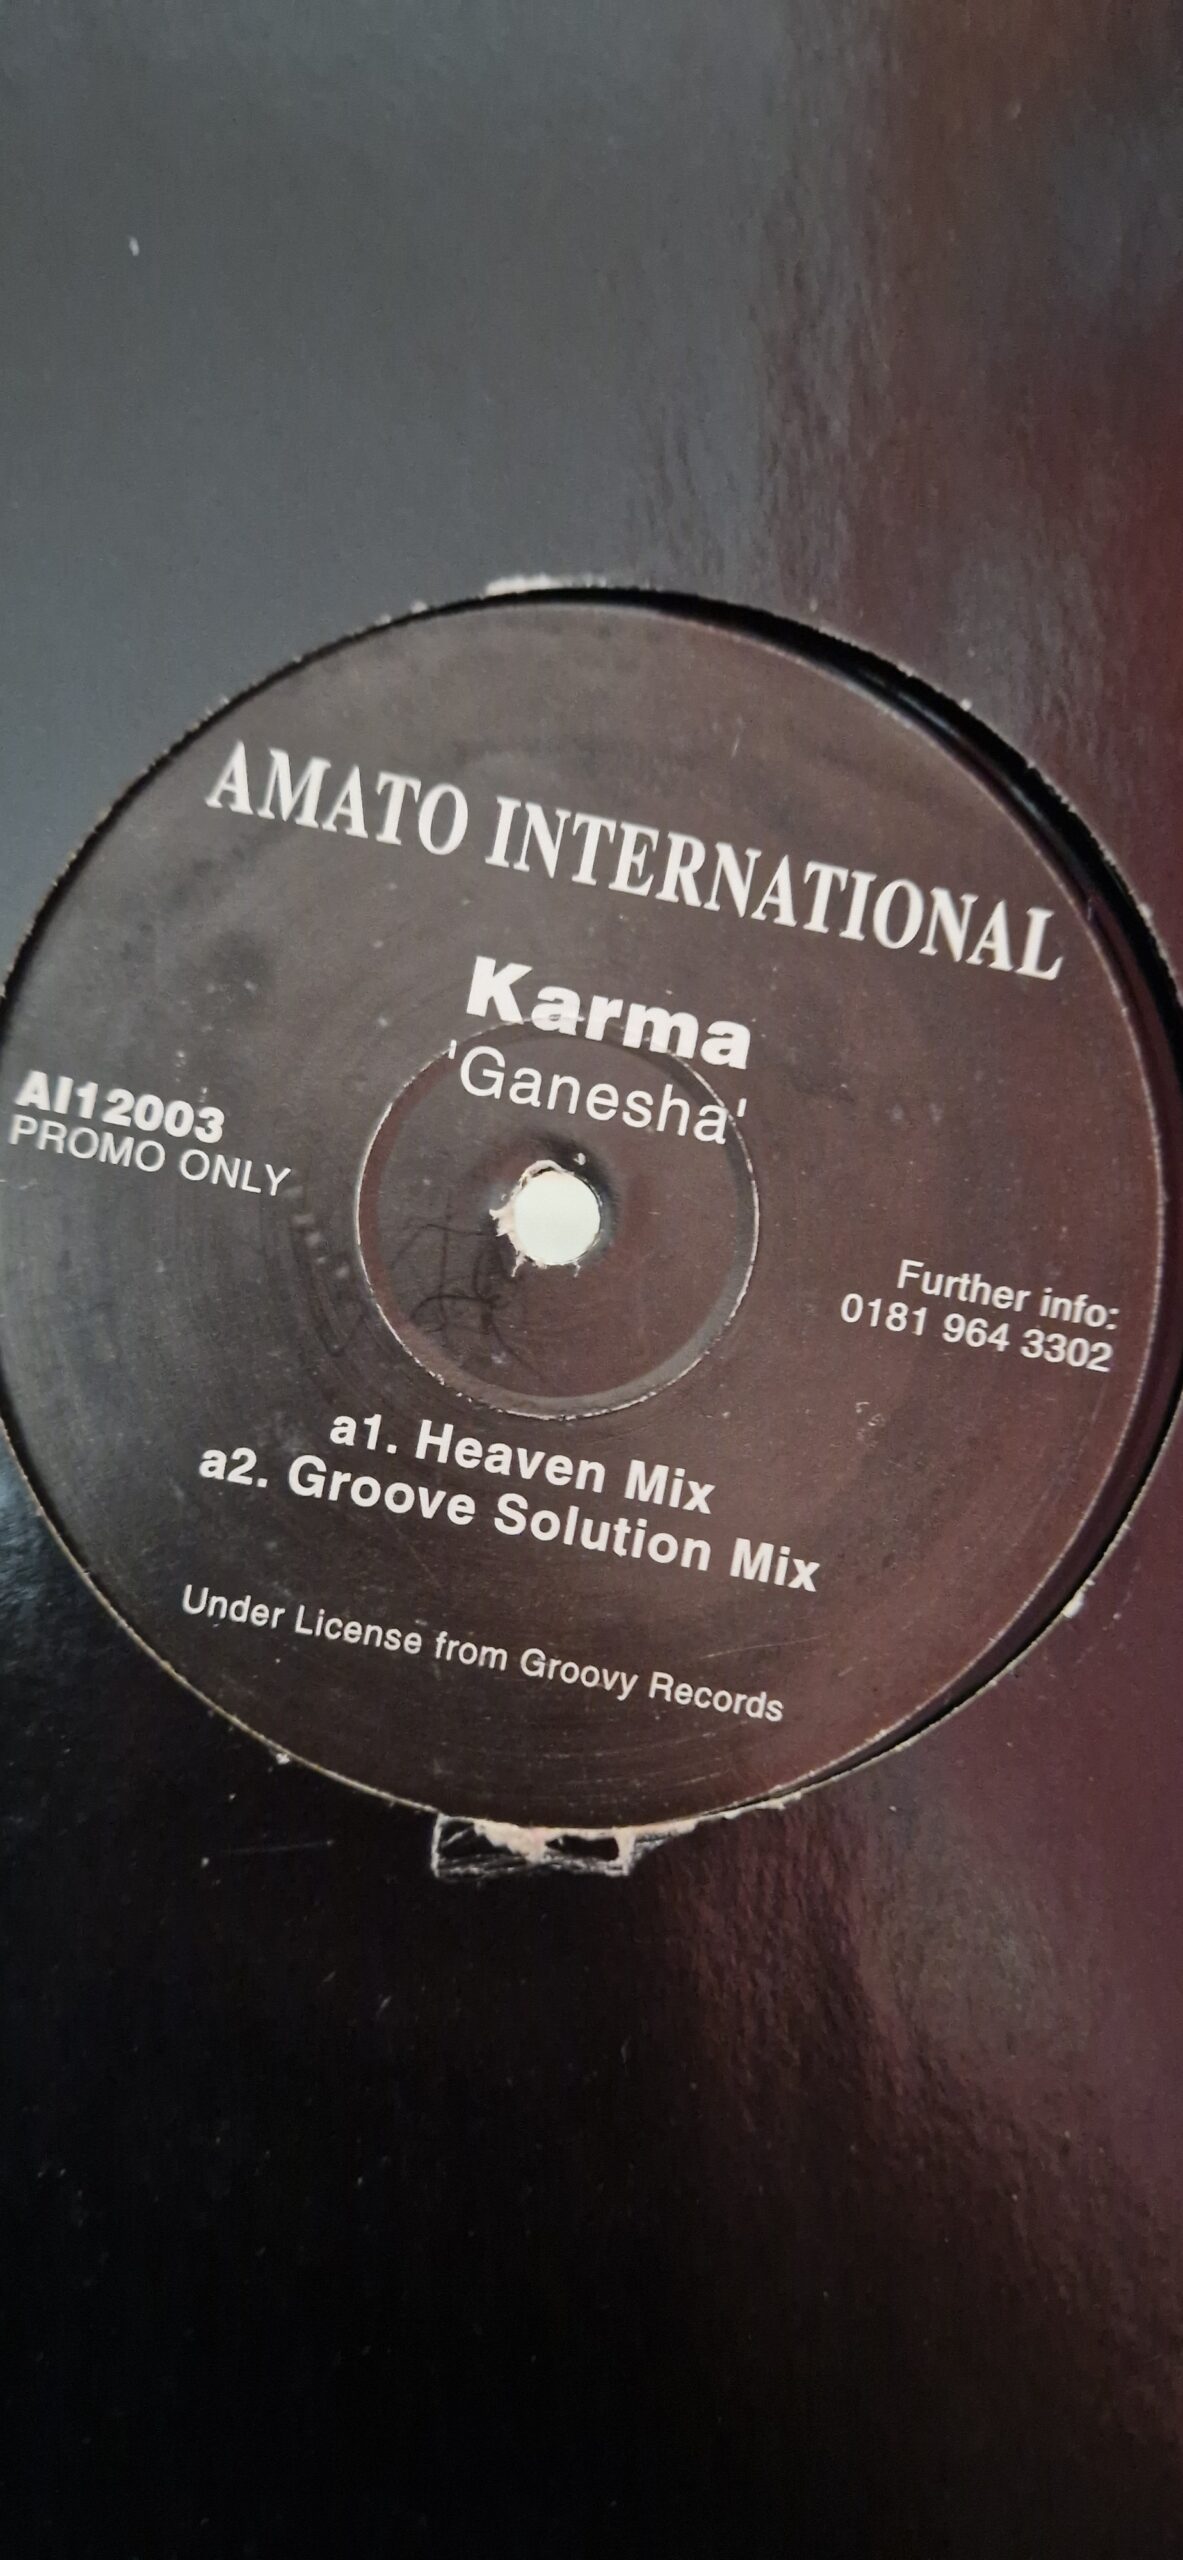 AMATO INTERNATIONAL
Karma
'Ganesha'
AI12003
PROMO ONLY
Further info:
0181 964 3302
a1. Heaven Mix
a2. Groove Solution Mix
Under License from Groovy Records